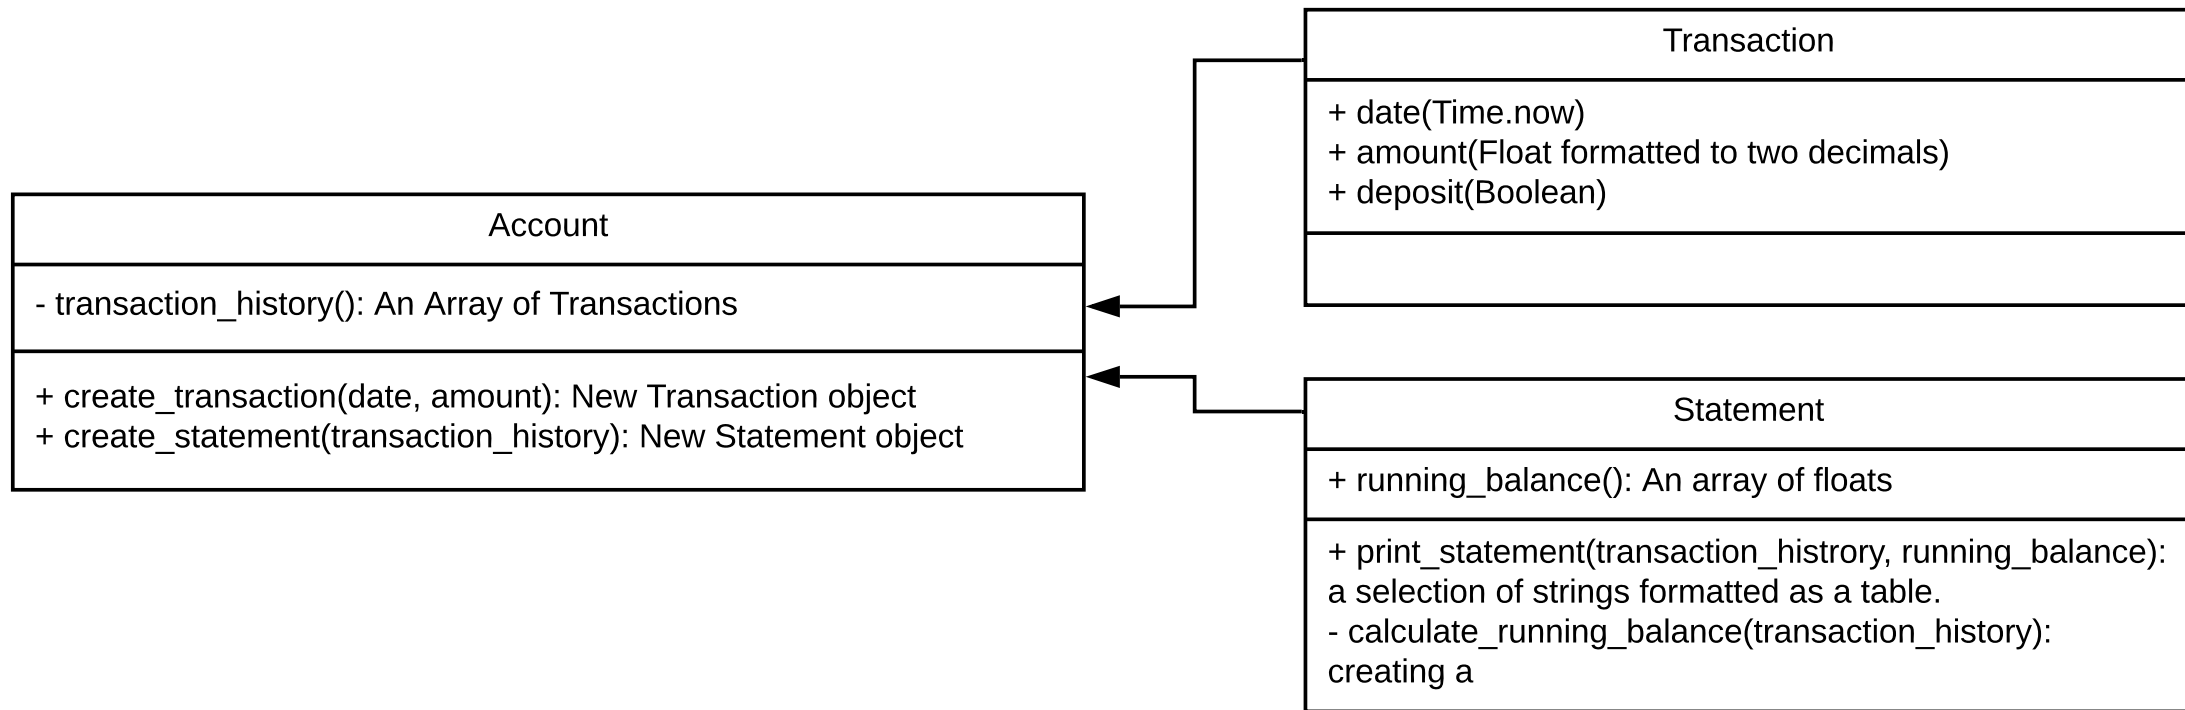 Transaction
+ date(Time.now)
+ amount(Float formatted to two decimals)
+ deposit(Boolean)
Account
- transaction_history(): An Array of Transactions
+ create_transaction(date, amount): New Transaction object
+ create_statement(transaction_history): New Statement object
Statement
+ running_balance(): An array of floats
+ print_statement(transaction_histrory, running_balance):
a selection of strings formatted as a table.
- calculate_running_balance(transaction_history):
creating a